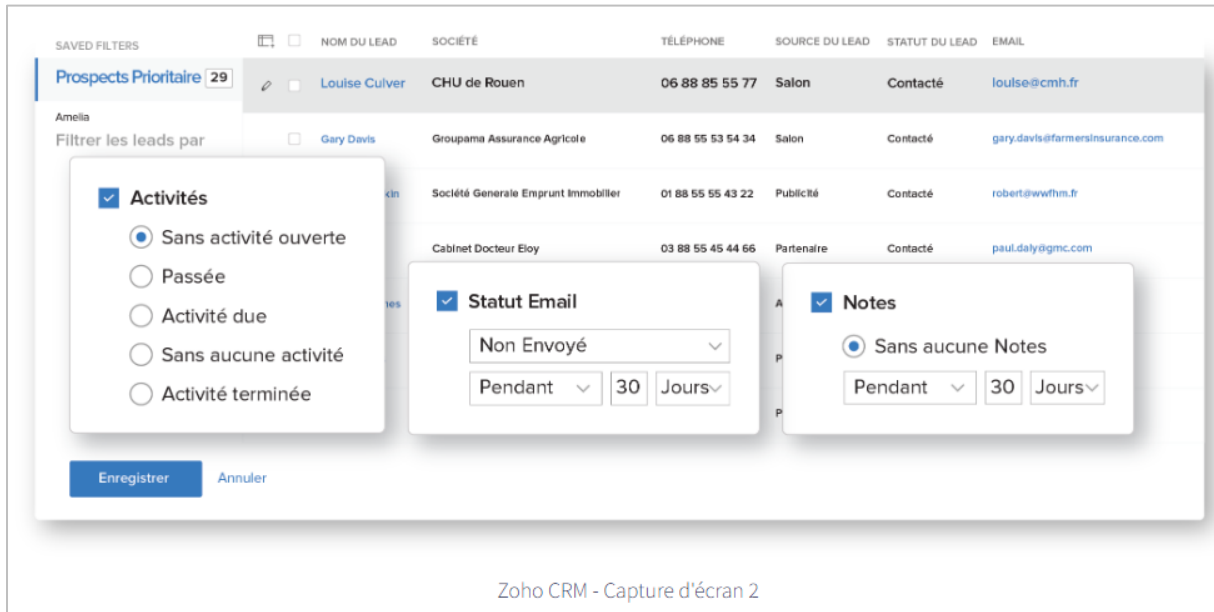 SAVED FILTERS
NOM DU LEAD SOCIÉTÉ TÉLÉPHONE SOURCE DU LEAD STATUT DU LEAD EMAIL
Prospects Prioritaire 29
Louise Culver CHU de Rouen 06 88 85 55 77 Salon Contacté louise@cmh.fr
Amelia
Filtrer les leads par
Gary Davis Groupama Assurance Agricole 06 88 55 53 54 34 Salon Contacté gary.davis@farmersinsurance.com
kin Société Generale Emprunt Immobilier 01 88 55 55 43 22 Publicité Contacté robert@wwfhm.fr
Cabinet Docteur Eloy 03 88 55 45 44 66 Partenaire Contacté paul.daly@gmc.com
nes A
P
P
Activités
Sans activité ouverte
Passée
Activité due
Sans aucune activité
Activité terminée
Statut Email
Non Envoyé
Pendant 30 Jours
Notes
Sans aucune Notes
Pendant 30 Jours
Enregistrer Annuler
Zoho CRM - Capture d'écran 2